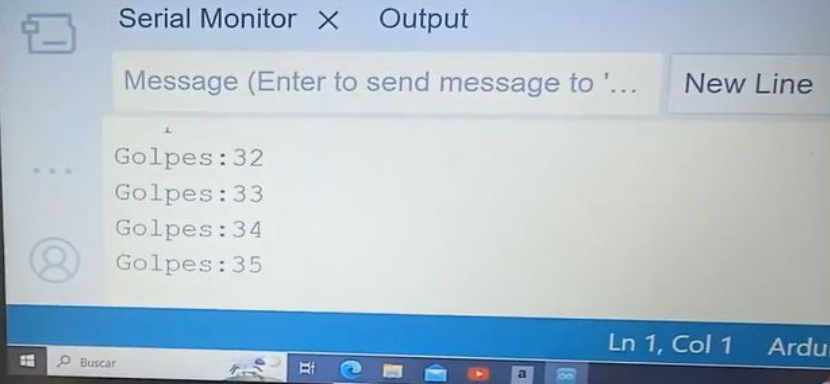 Serial Monitor X Output
Message (Enter to send message to '... New Line
Golpes:32
Golpes:33
Golpes:34
Golpes:35
Ln 1, Col 1 Ardu
Buscar
a